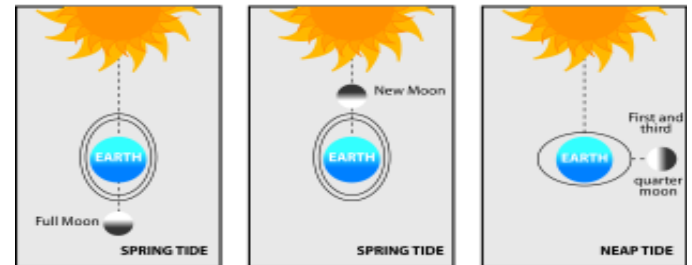 EARTH
Full Moon
SPRING TIDE
New Moon
EARTH
SPRING TIDE
First and
third
EARTH
quarter
moon
NEAP TIDE